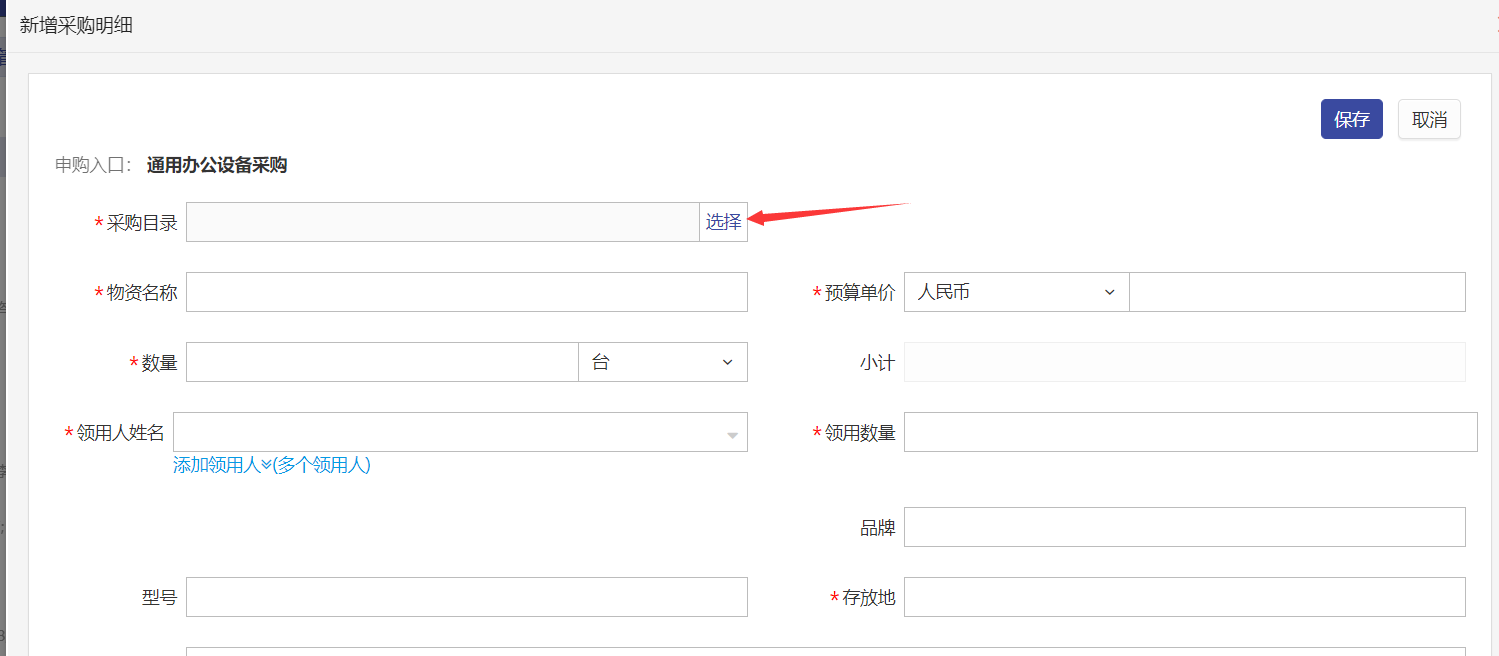 新增采购明细
保存 取消
申购入口： 通用办公设备采购
*采购目录 选择
*物资名称 *预算单价 人民币
*数量 台 小计
*领用人姓名 *领用数量
添加领用人(多个领用人)
品牌
型号 *存放地